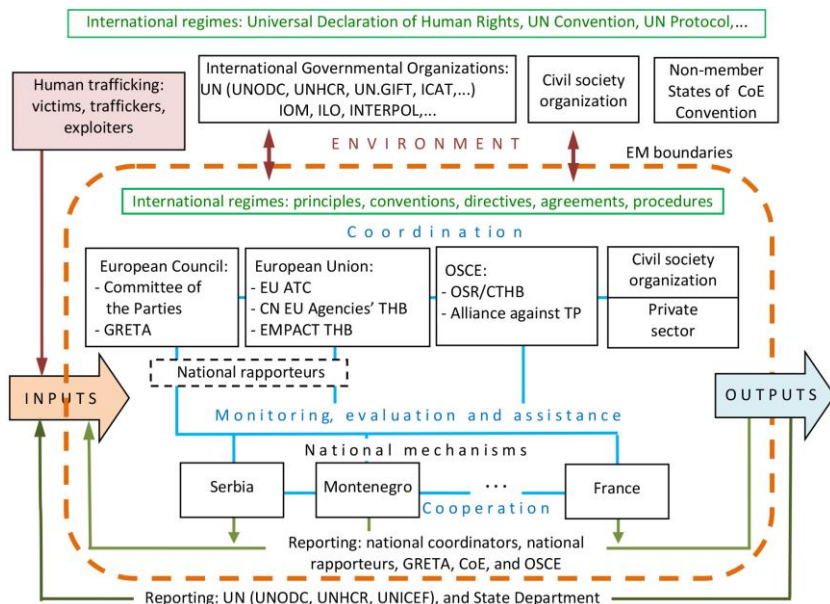 International regimes: Universal Declaration of Human Rights, UN Convention, UN Protocol,...
Human trafficking:
victims, traffickers,
exploiters
International Governmental Organizations:
UN (UNODC, UNHCR, UN.GIFT, ICAT,...)
IOM, ILO, INTERPOL,...
Civil society
organization
Non-member
States of CoE
Convention
ENVIRONMENT
EM boundaries
International regimes: principles, conventions, directives, agreements, procedures
Coordination
European Council:
- Committee of
the Parties
- GRETA
European Union:
- EU ATC
- CN EU Agencies' THB
- EMPACT THB
OSCE:
- OSR/CTHB
- Alliance against TP
Civil society
organization
Private
sector
National rapporteurs
INPUTS
OUTPUTS
Monitoring, evaluation and assistance
National mechanisms
Serbia
Montenegro
...
France
Cooperation
Reporting: national coordinators, national
rapporteurs, GRETA, CoE, and OSCE
Reporting: UN (UNODC, UNHCR, UNICEF), and State Department